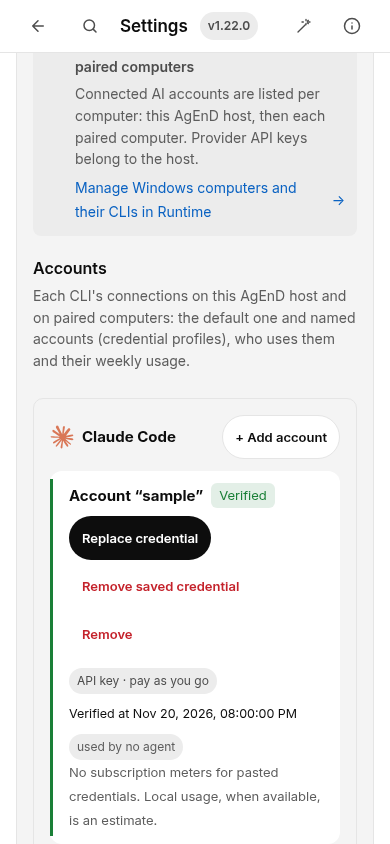 Settings v1.22.0
paired computers
Connected AI accounts are listed per
computer: this AgEnD host, then each
paired computer. Provider API keys
belong to the host.
Manage Windows computers and
their CLIs in Runtime →
Accounts
Each CLI's connections on this AgEnD host and
on paired computers: the default one and named
accounts (credential profiles), who uses them
and their weekly usage.
Claude Code + Add account
Account “sample” Verified
Replace credential
Remove saved credential
Remove
API key · pay as you go
Verified at Nov 20, 2026, 08:00:00 PM
used by no agent
No subscription meters for pasted
credentials. Local usage, when available,
is an estimate.